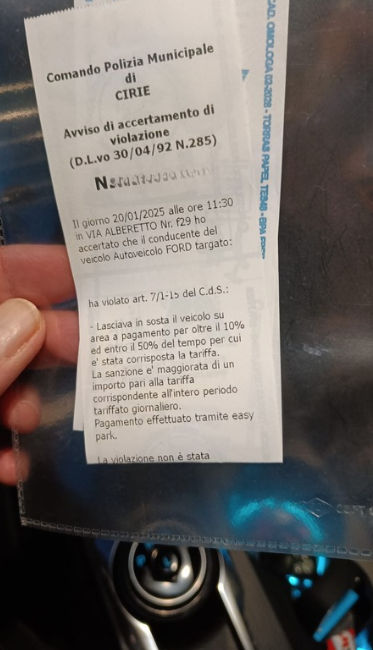 Comando Polizia Municipale
di
CIRIE
Avviso di accertamento di
violazione
(D.L.vo 30/04/92 N.285)
Il giorno 20/01/2025 alle ore 11:30
in VIA ALBERETTO Nr. f29 ho
accertato che il conducente del
veicolo Autoveicolo FORD targato:
ha violato art. 7/1-15 del C.d.S.:
- Lasciava in sosta il veicolo su
area a pagamento per oltre il 10%
ed entro il 50% del tempo per cui
e' stata corrisposta la tariffa.
La sanzione e' maggiorata di un
importo pari alla tariffa
corrispondente all'intero periodo
tariffato giornaliero.
Pagamento effettuato tramite easy
park.
La violazione non è stata
TORRAS PAPEL